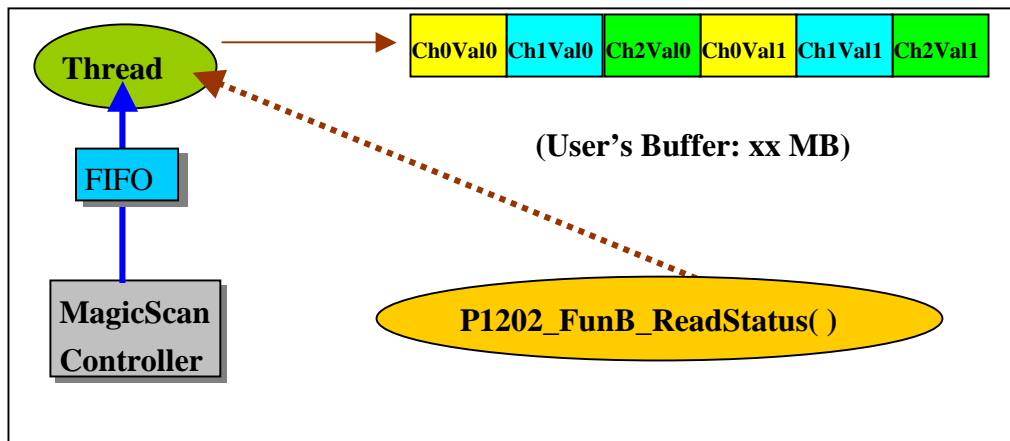 Thread
Ch0Val0 Ch1Val0 Ch2Val0 Ch0Val1 Ch1Val1 Ch2Val1
(User's Buffer: xx MB)
FIFO
MagicScan
Controller
P1202_FunB_ReadStatus( )